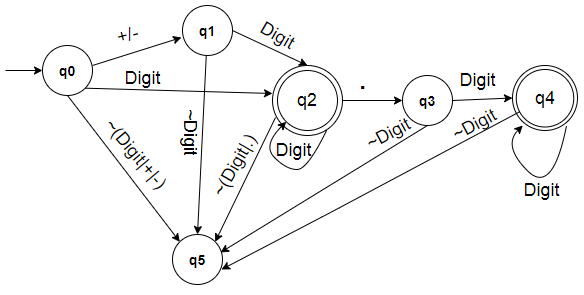 +/-
q1
Digit
q0
Digit
.
q2
q3
Digit
q4
~(Digit|+|-)
~Digit
~(Digit|.)
Digit
~Digit
~Digit
Digit
q5